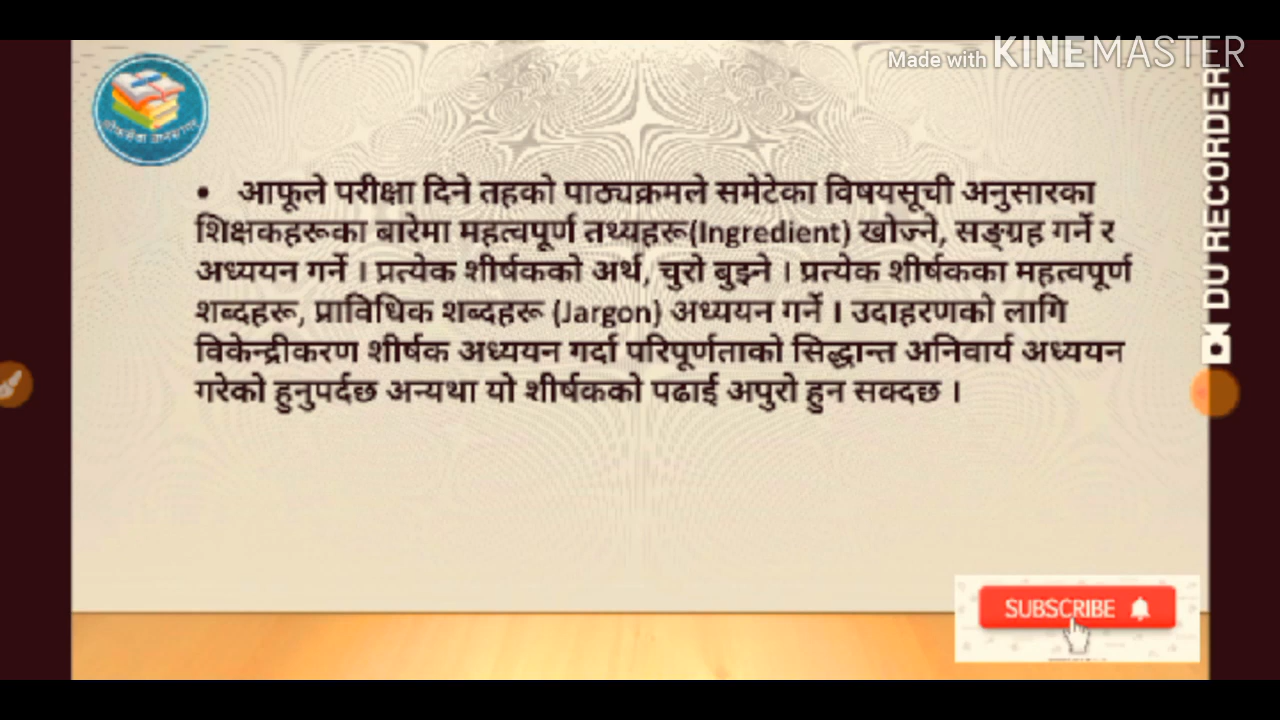 Made with KINEMASTER
DU RECORDER
• आफूले परीक्षा दिने तहको पाठ्यक्रमले समेटेका विषयसूची अनुसारका
शिक्षकहरूका बारेमा महत्वपूर्ण तथ्यहरू(Ingredient) खोज्ने, सङ्ग्रह गर्ने र
अध्ययन गर्ने । प्रत्येक शीर्षकको अर्थ, चुरो बुझ्ने । प्रत्येक शीर्षकका महत्वपूर्ण
शब्दहरू, प्राविधिक शब्दहरू (Jargon) अध्ययन गर्ने । उदाहरणको लागि
विकेन्द्रीकरण शीर्षक अध्ययन गर्दा परिपूर्णताको सिद्धान्त अनिवार्य अध्ययन
गरेको हुनुपर्दछ अन्यथा यो शीर्षकको पढाई अपुरो हुन सक्दछ ।
SUBSCRIBE